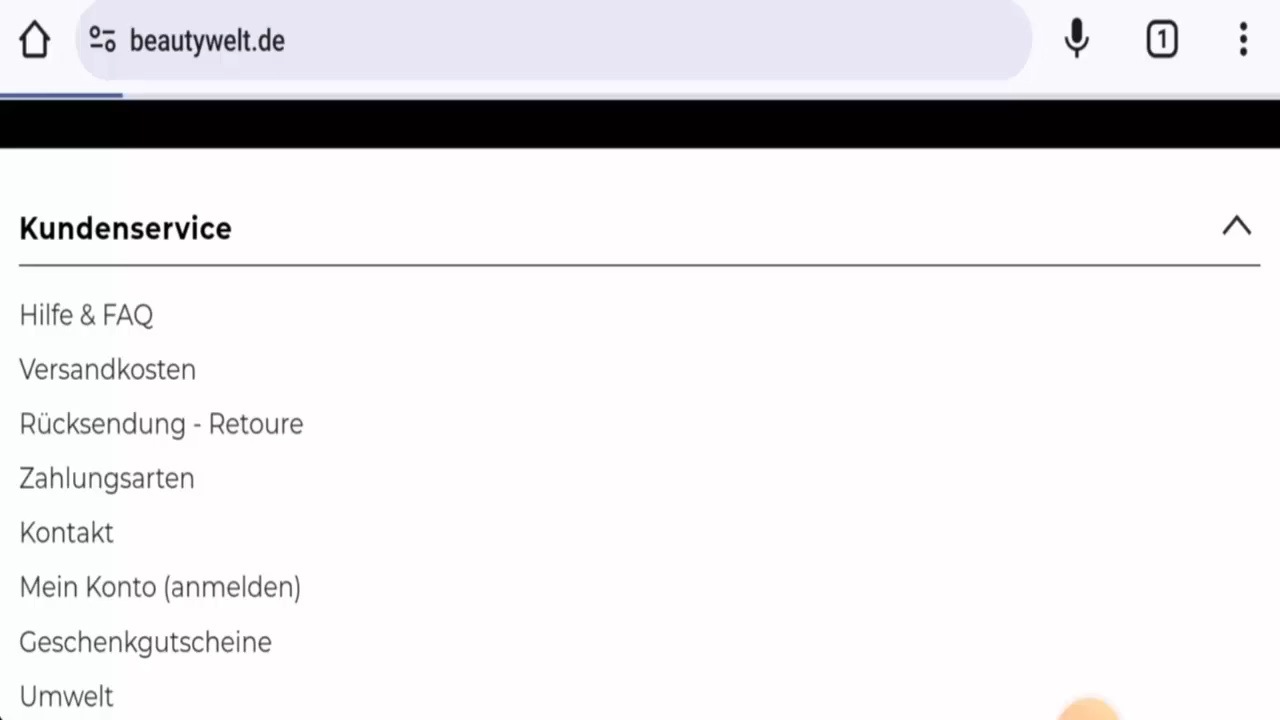 beautywelt.de
1
Kundenservice
Hilfe & FAQ
Versandkosten
Rücksendung - Retoure
Zahlungsarten
Kontakt
Mein Konto (anmelden)
Geschenkgutscheine
Umwelt